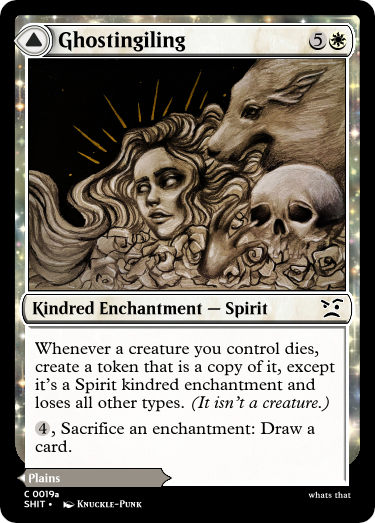 Ghostingiling 5
Kindred Enchantment — Spirit
Whenever a creature you control dies,
create a token that is a copy of it, except
it's a Spirit kindred enchantment and
loses all other types. (It isn't a creature.)
4, Sacrifice an enchantment: Draw a
card.
Plains
C 0019a
SHIT • Knuckle-Punk
whats that